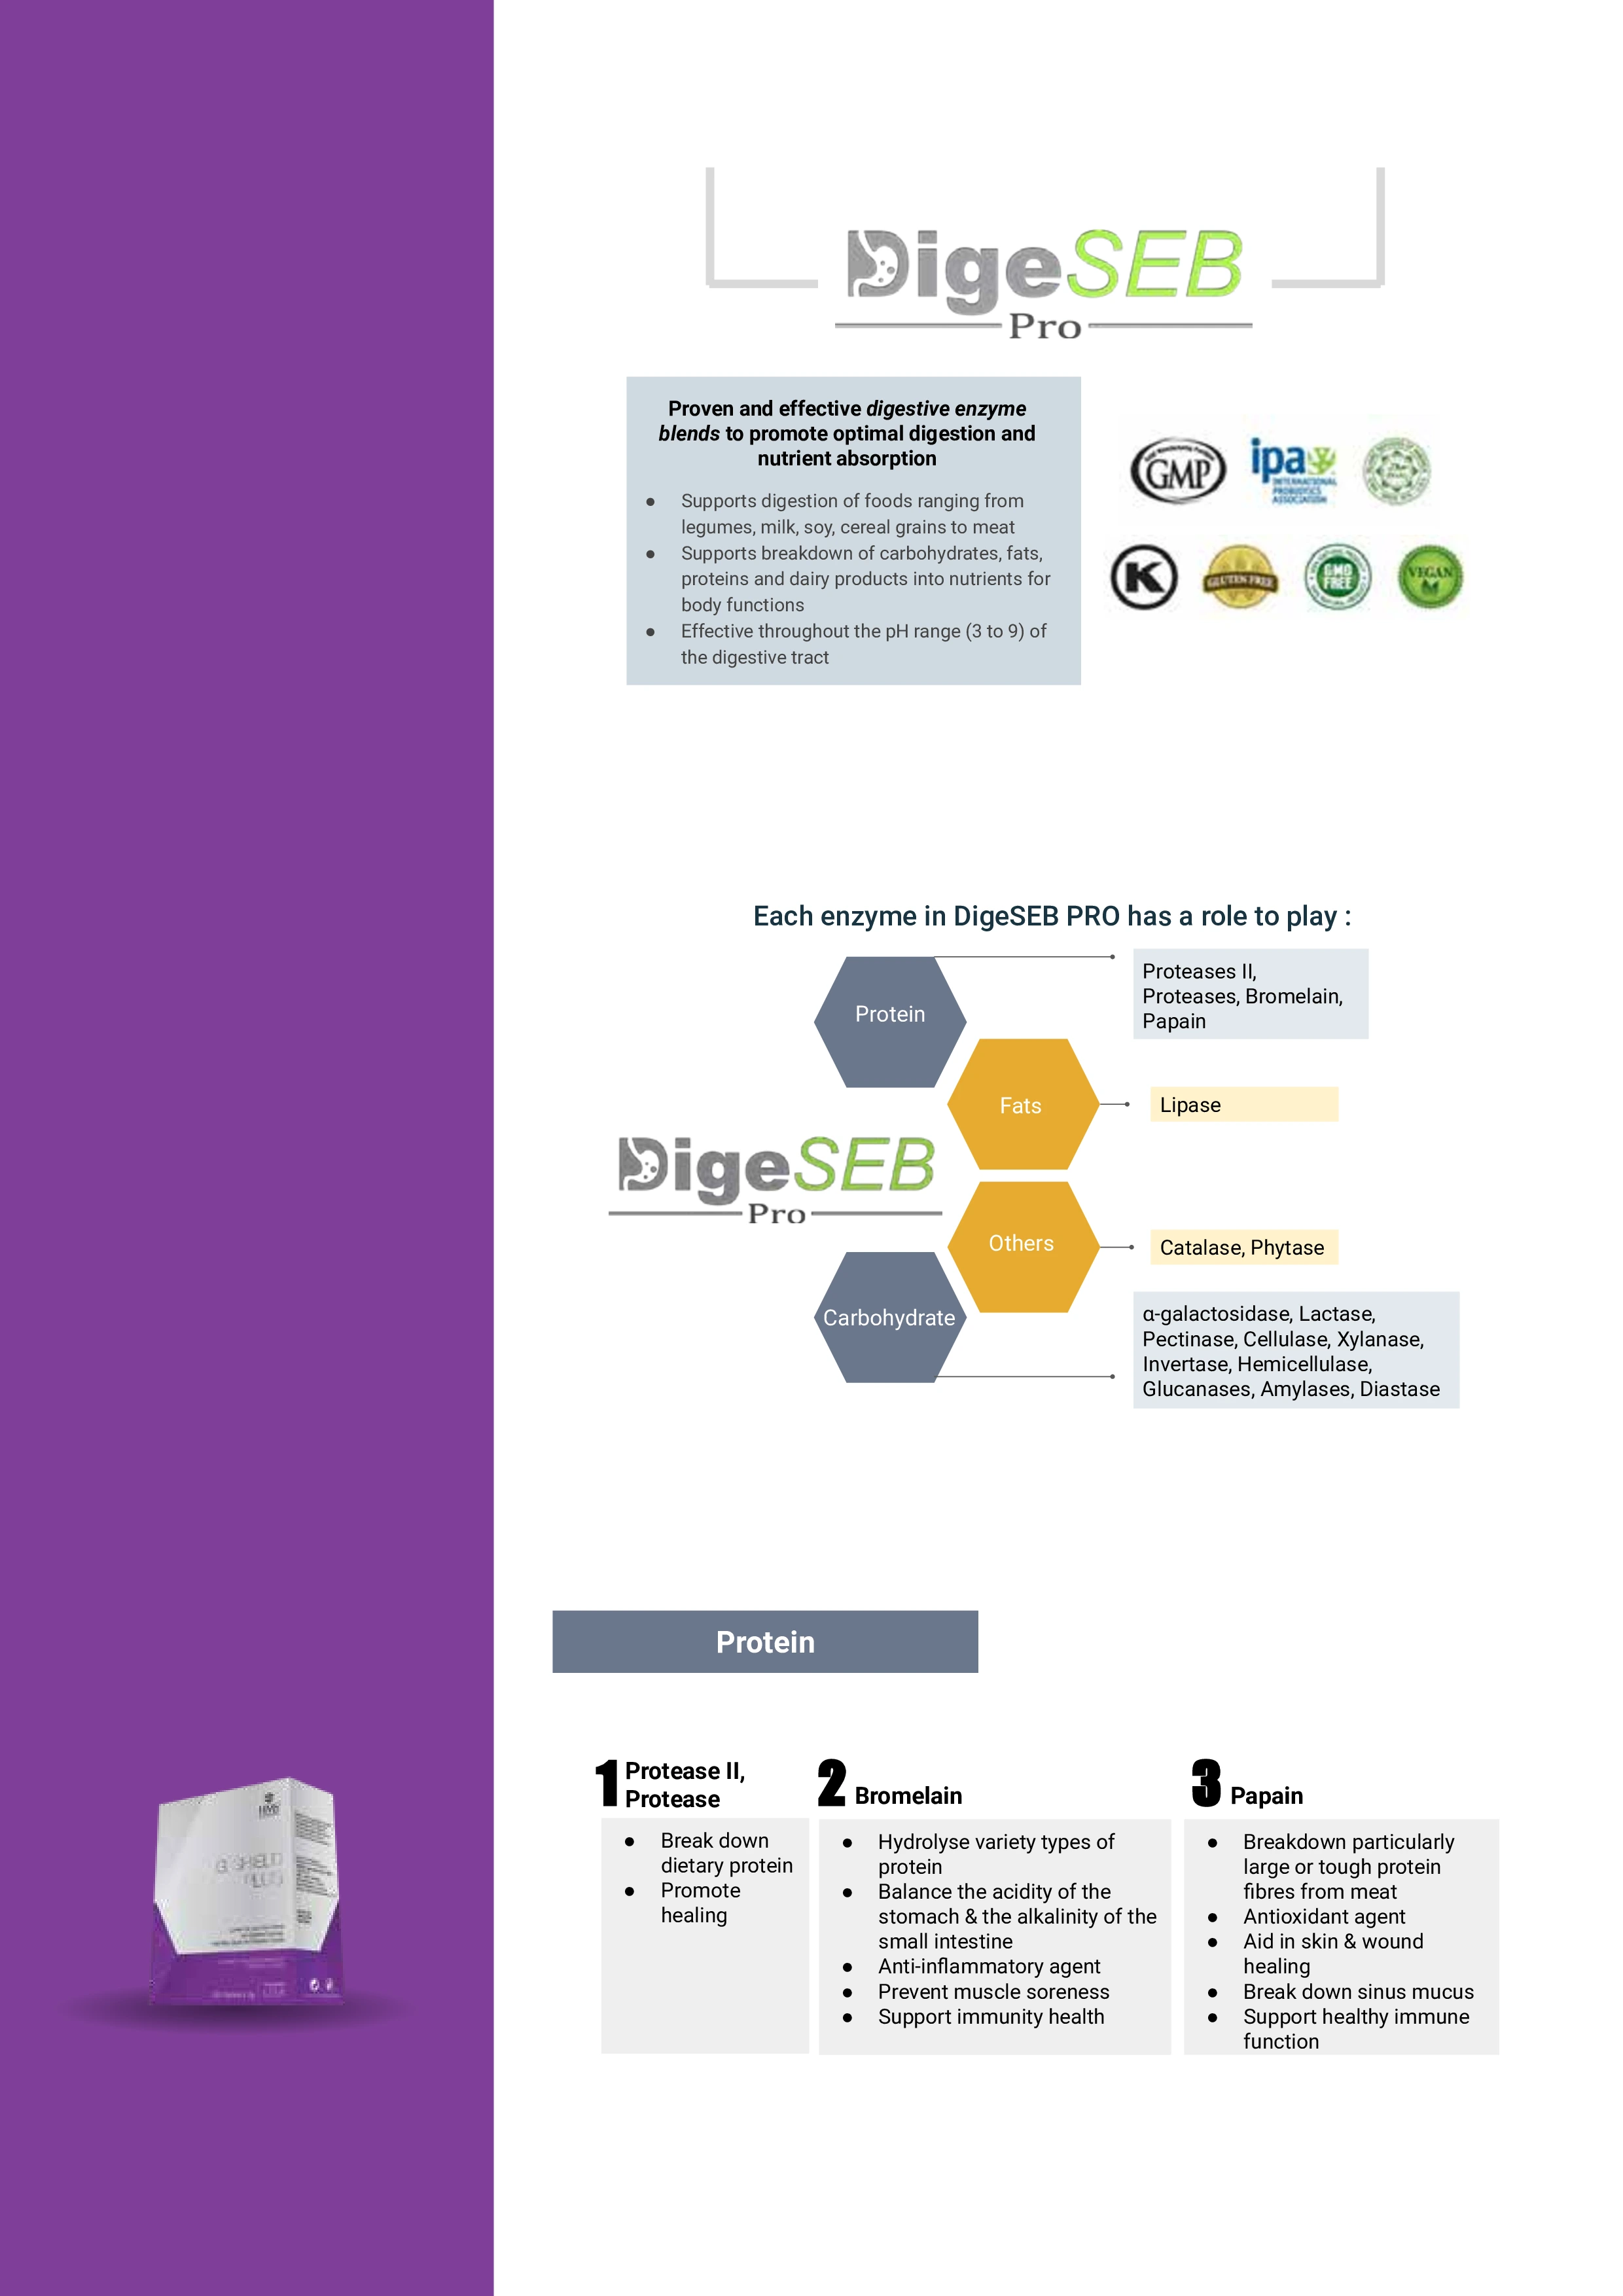 DigeSEB
Pro
Proven and effective digestive enzyme
blends to promote optimal digestion and
nutrient absorption
● Supports digestion of foods ranging from
legumes, milk, soy, cereal grains to meat
● Supports breakdown of carbohydrates, fats,
proteins and dairy products into nutrients for
body functions
● Effective throughout the pH range (3 to 9) of
the digestive tract
GMP
ipa
INTERNATIONAL
PROBIOTICS
ASSOCIATION
K
GLUTEN FREE
GMO
FREE
VEGAN
Each enzyme in DigeSEB PRO has a role to play :
Protein
Proteases II,
Proteases, Bromelain,
Papain
Fats
Lipase
DigeSEB
Pro
Others
Catalase, Phytase
Carbohydrate
α-galactosidase, Lactase,
Pectinase, Cellulase, Xylanase,
Invertase, Hemicellulase,
Glucanases, Amylases, Diastase
Protein
1 Protease II,
Protease
● Break down
dietary protein
● Promote
healing
2 Bromelain
● Hydrolyse variety types of
protein
● Balance the acidity of the
stomach & the alkalinity of the
small intestine
● Anti-inflammatory agent
● Prevent muscle soreness
● Support immunity health
3 Papain
● Breakdown particularly
large or tough protein
fibres from meat
● Antioxidant agent
● Aid in skin & wound
healing
● Break down sinus mucus
● Support healthy immune
function
SHIELD